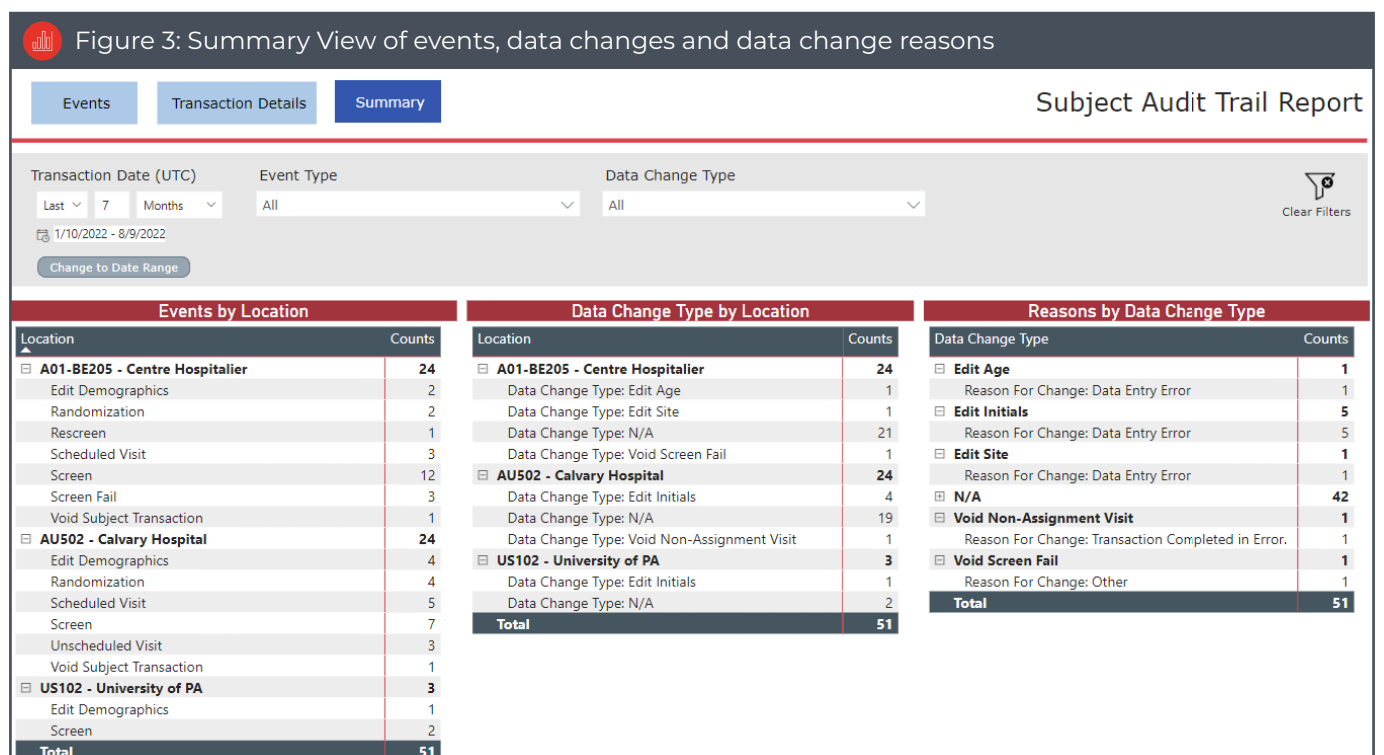 Figure 3: Summary View of events, data changes and data change reasons
Events
Transaction Details
Summary
Subject Audit Trail Report
Transaction Date (UTC)
Event Type
Data Change Type
Last
7
Months
All
All
Clear Filters
1/10/2022 - 8/9/2022
Change to Date Range
Events by Location
Location Counts
A01-BE205 - Centre Hospitalier 24
Edit Demographics 2
Randomization 2
Rescreen 1
Scheduled Visit 3
Screen 12
Screen Fail 3
Void Subject Transaction 1
AU502 - Calvary Hospital 24
Edit Demographics 4
Randomization 4
Scheduled Visit 5
Screen 7
Unscheduled Visit 3
Void Subject Transaction 1
US102 - University of PA 3
Edit Demographics 1
Screen 2
Total 51
Data Change Type by Location
Location Counts
A01-BE205 - Centre Hospitalier 24
Data Change Type: Edit Age 1
Data Change Type: Edit Site 1
Data Change Type: N/A 21
Data Change Type: Void Screen Fail 1
AU502 - Calvary Hospital 24
Data Change Type: Edit Initials 4
Data Change Type: N/A 19
Data Change Type: Void Non-Assignment Visit 1
US102 - University of PA 3
Data Change Type: Edit Initials 1
Data Change Type: N/A 2
Total 51
Reasons by Data Change Type
Data Change Type Counts
Edit Age 1
Reason For Change: Data Entry Error 1
Edit Initials 5
Reason For Change: Data Entry Error 5
Edit Site 1
Reason For Change: Data Entry Error 1
N/A 42
Void Non-Assignment Visit 1
Reason For Change: Transaction Completed in Error. 1
Void Screen Fail 1
Reason For Change: Other 1
Total 51